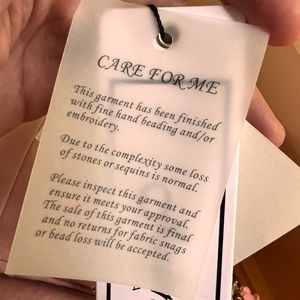 CARE FOR ME
This garment has been finished
with fine hand beading and/or
embroidery.
Due to the complexity some loss
of stones or sequins is normal.
Please inspect this garment and
ensure it meets your approval.
The sale of this garment is final
and no returns for fabric snags
or bead loss will be accepted.